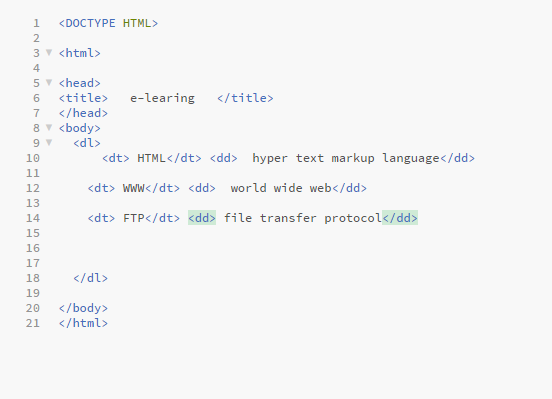 1 <DOCTYPE HTML>
2
3 <html>
4
5 <head>
6 <title>   e-learing   </title>
7 </head>
8 <body>
9   <dl>
10       <dt> HTML</dt> <dd>  hyper text markup language</dd>
11
12     <dt> WWW</dt> <dd>  world wide web</dd>
13
14     <dt> FTP</dt> <dd> file transfer protocol</dd>
15
16
17
18   </dl>
19
20 </body>
21 </html>